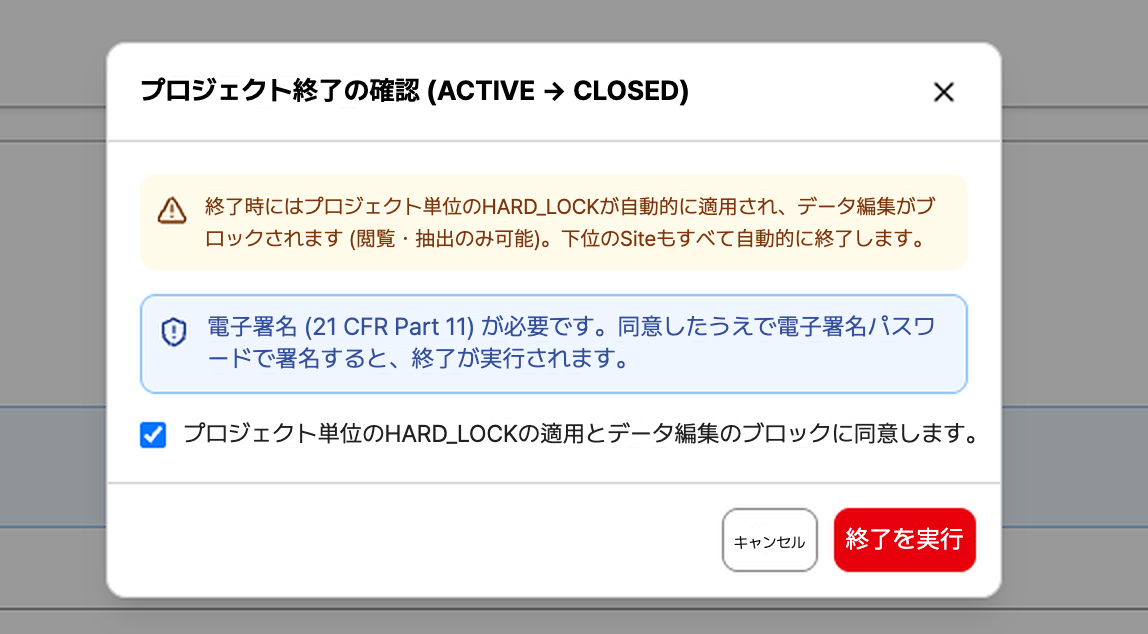 プロジェクト終了の確認 (ACTIVE → CLOSED)
終了時にはプロジェクト単位のHARD_LOCKが自動的に適用され、データ編集がブ
ロックされます (閲覧・抽出のみ可能)。下位のSiteもすべて自動的に終了します。
電子署名 (21 CFR Part 11) が必要です。同意したうえで電子署名パスワ
ードで署名すると、終了が実行されます。
プロジェクト単位のHARD_LOCKの適用とデータ編集のブロックに同意します。
キャンセル
終了を実行